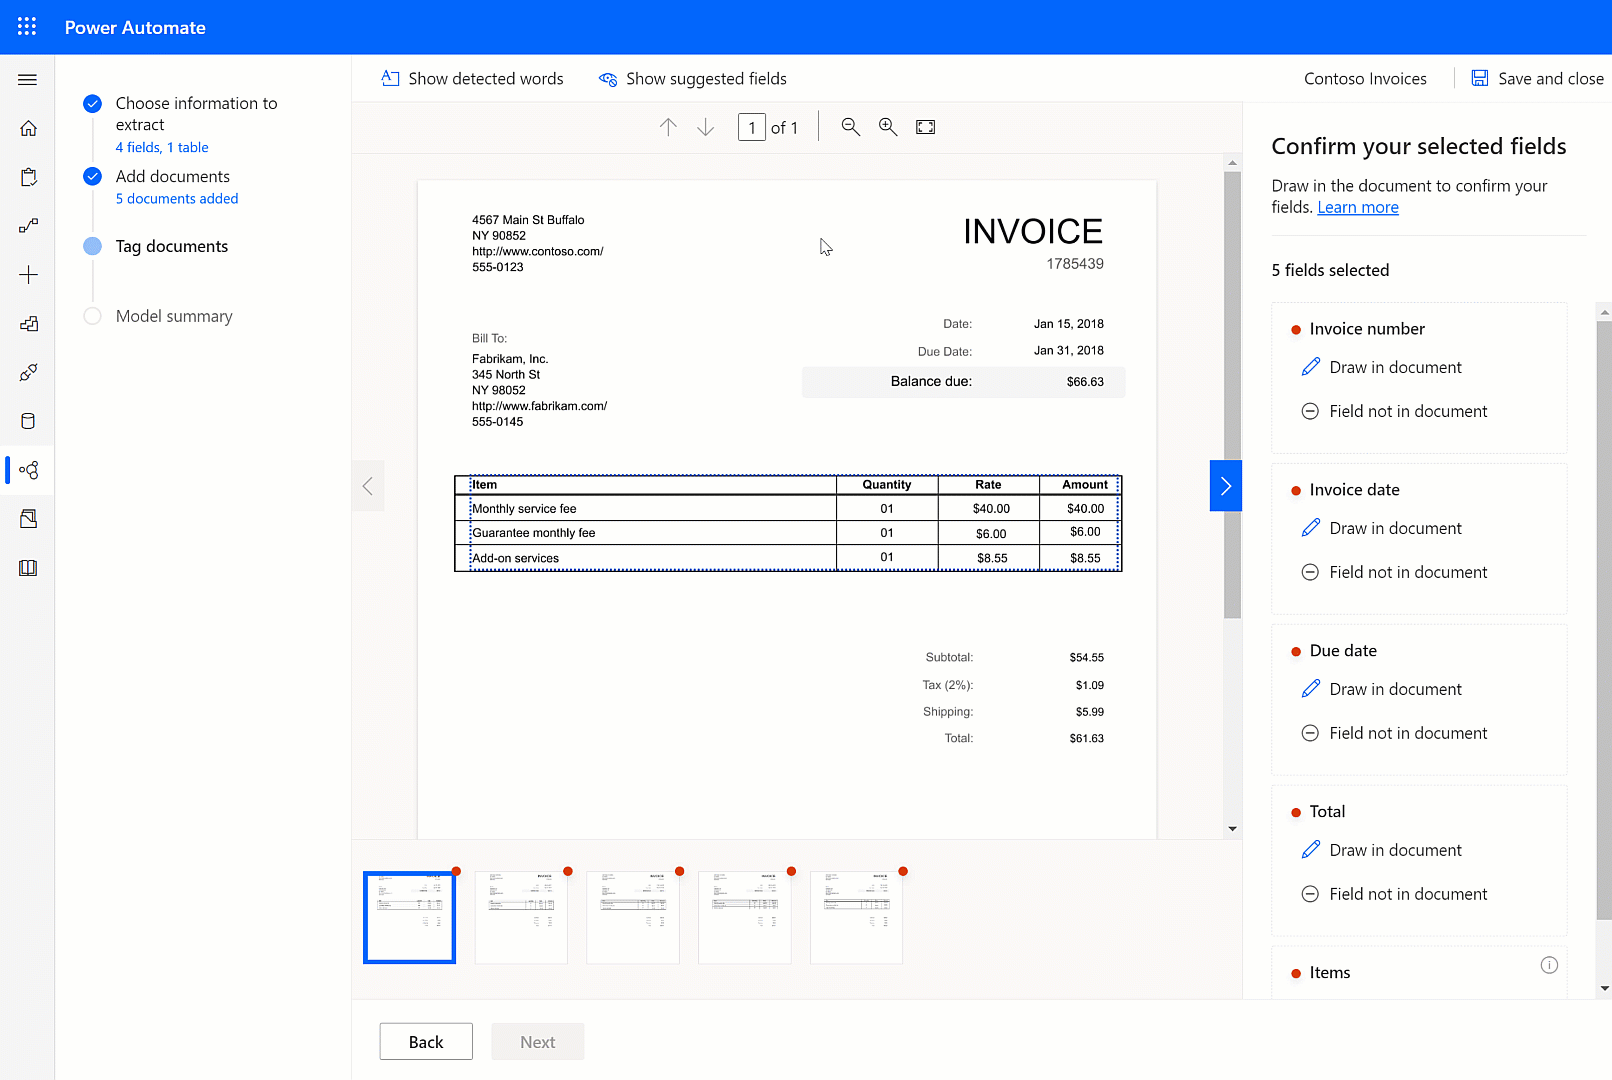 Power Automate
Choose information to
extract
4 fields, 1 table
Add documents
5 documents added
Tag documents
Model summary
Show detected words
Show suggested fields
Contoso Invoices
Save and close
1 of 1
4567 Main St Buffalo
NY 90852
http://www.contoso.com/
555-0123
INVOICE
1785439
Date: Jan 15, 2018
Due Date: Jan 31, 2018
Balance due: $66.63
Bill To:
Fabrikam, Inc.
345 North St
NY 98052
http://www.fabrikam.com/
555-0145
Item Quantity Rate Amount
Monthly service fee 01 $40.00 $40.00
Guarantee monthly fee 01 $6.00 $6.00
Add-on services 01 $8.55 $8.55
Subtotal: $54.55
Tax (2%): $1.09
Shipping: $5.99
Total: $61.63
Confirm your selected fields
Draw in the document to confirm your
fields. Learn more
5 fields selected
Invoice number
Draw in document
Field not in document
Invoice date
Draw in document
Field not in document
Due date
Draw in document
Field not in document
Total
Draw in document
Field not in document
Items
Back
Next